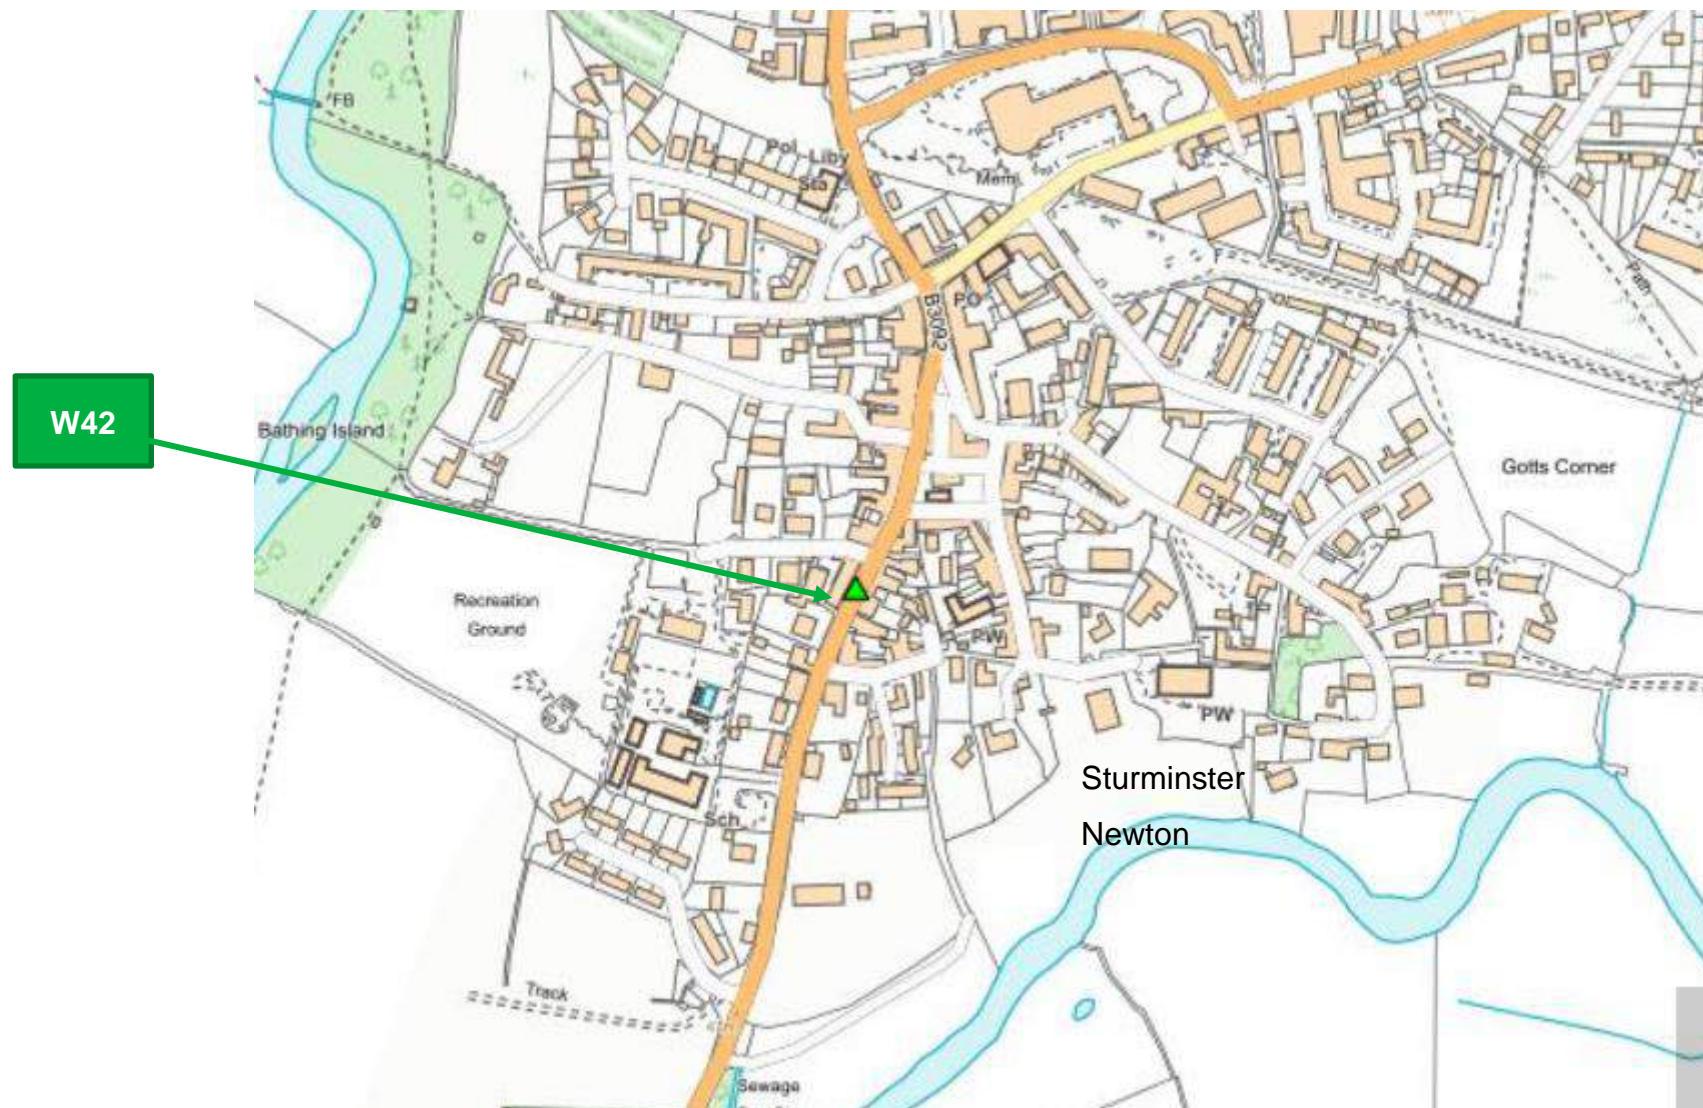 FB
Pol Liby
Sta
Meml
PO
B3092
Path
W42
Bathing Island
Gotts Corner
Recreation
Ground
PW
PW
Sturminster
Newton
Sch
Track
Sewage